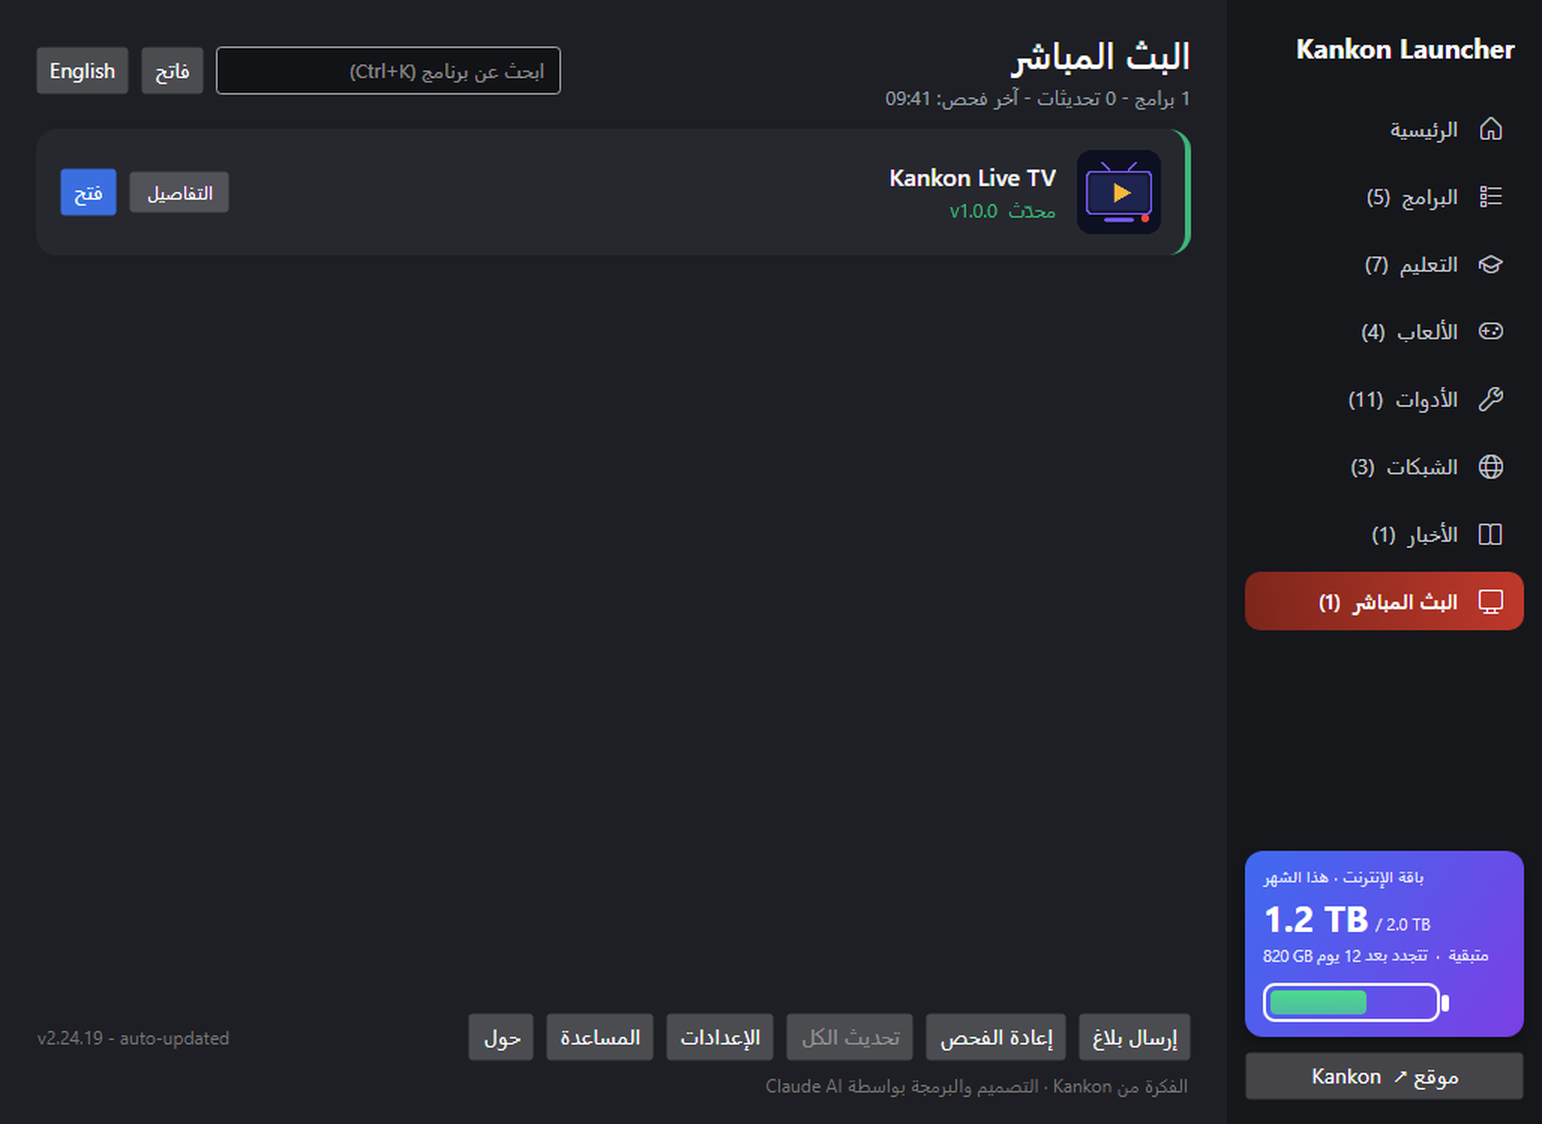 Kankon Launcher
الرئيسية
البرامج (5)
التعليم (7)
الألعاب (4)
الأدوات (11)
الشبكات (3)
الأخبار (1)
البث المباشر (1)
باقة الإنترنت · هذا الشهر
1.2 TB / 2.0 TB
820 GB متبقية · تتجدد بعد 12 يوم
موقع Kankon ↗
البث المباشر
1 برامج - 0 تحديثات - آخر فحص: 09:41
ابحث عن برنامج (Ctrl+K)
فاتح
English
Kankon Live TV
محدّث v1.0.0
التفاصيل
فتح
إرسال بلاغ
إعادة الفحص
تحديث الكل
الإعدادات
المساعدة
حول
v2.24.19 - auto-updated
الفكرة من Kankon · التصميم والبرمجة بواسطة Claude AI